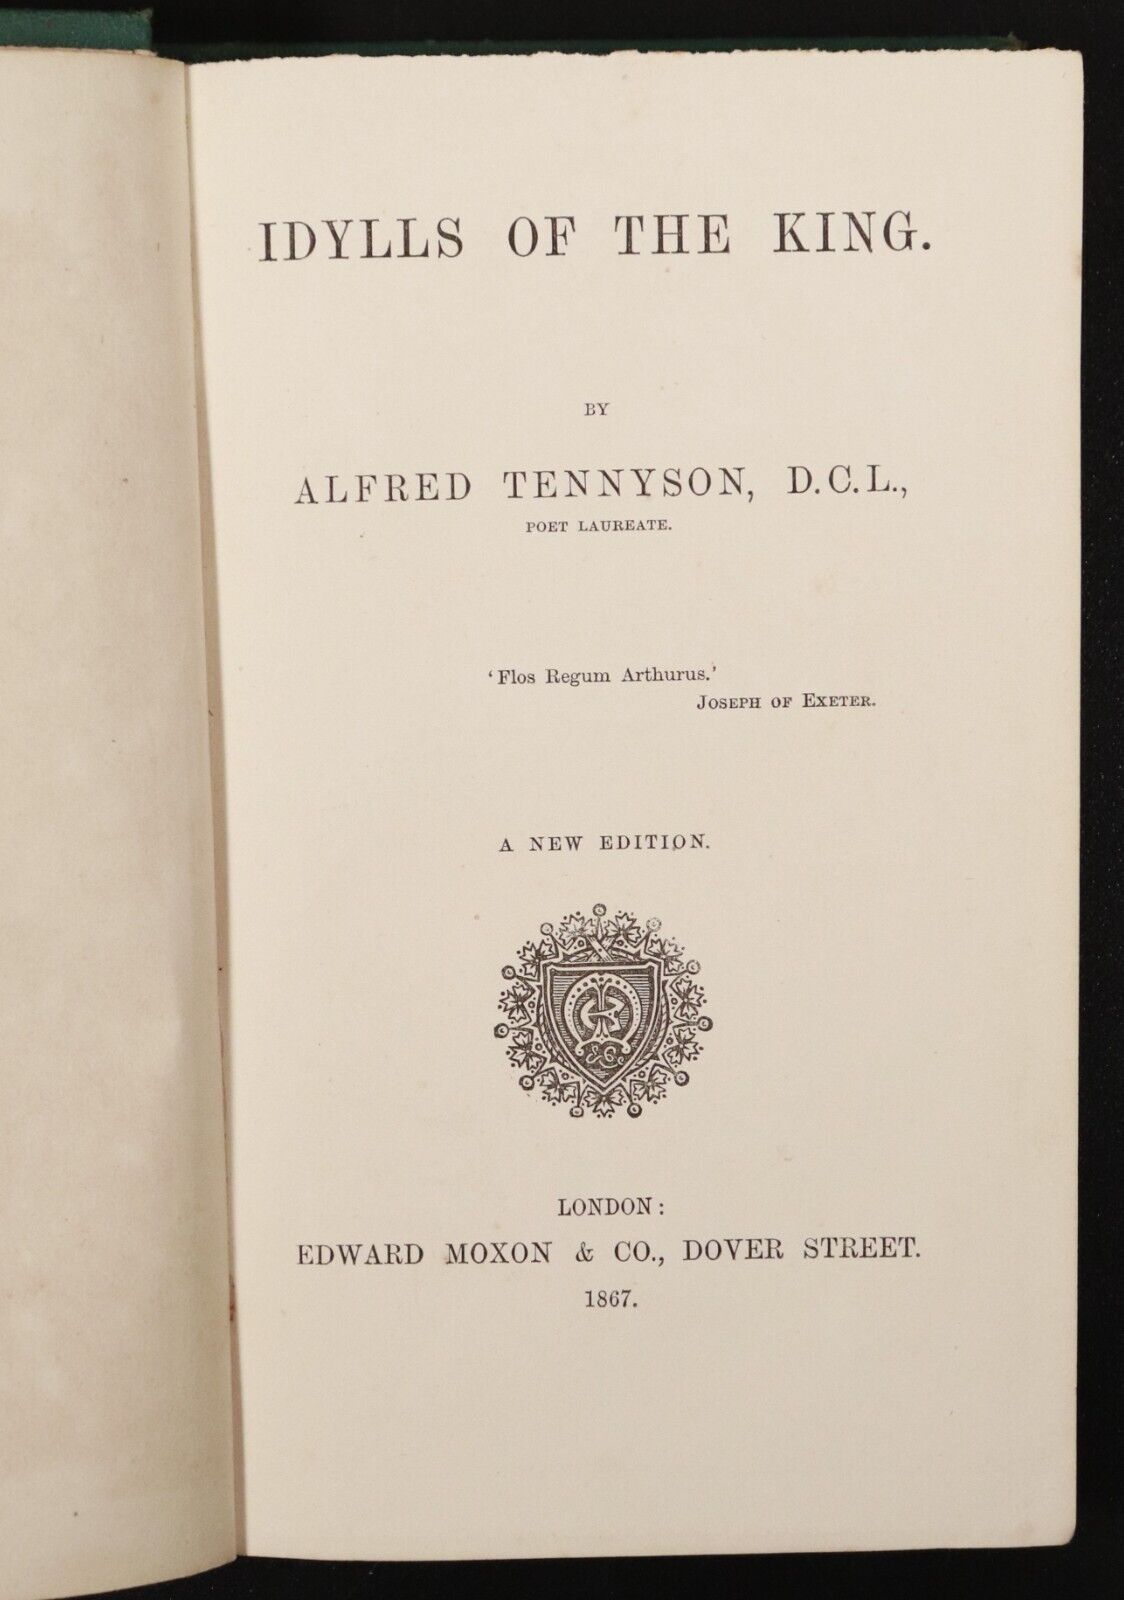 IDYLLS OF THE KING.
BY
ALFRED TENNYSON, D.C.L.,
POET LAUREATE.
‘Flos Regum Arthurus.’
JOSEPH OF EXETER.
A NEW EDITION.
& Co
LONDON:
EDWARD MOXON & CO., DOVER STREET.
1867.